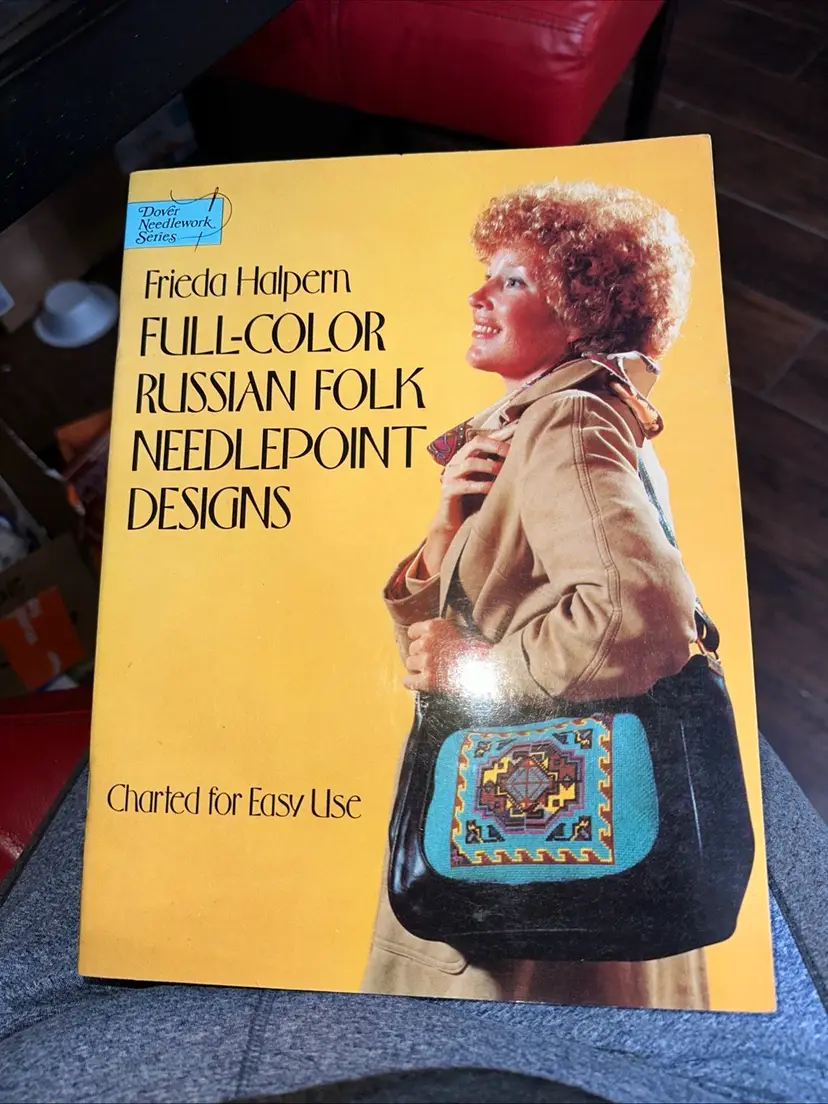 Dover
Needlework
Series
Frieda Halpern
FULL-COLOR
RUSSIAN FOLK
NEEDLEPOINT
DESIGNS
Charted for Easy Use